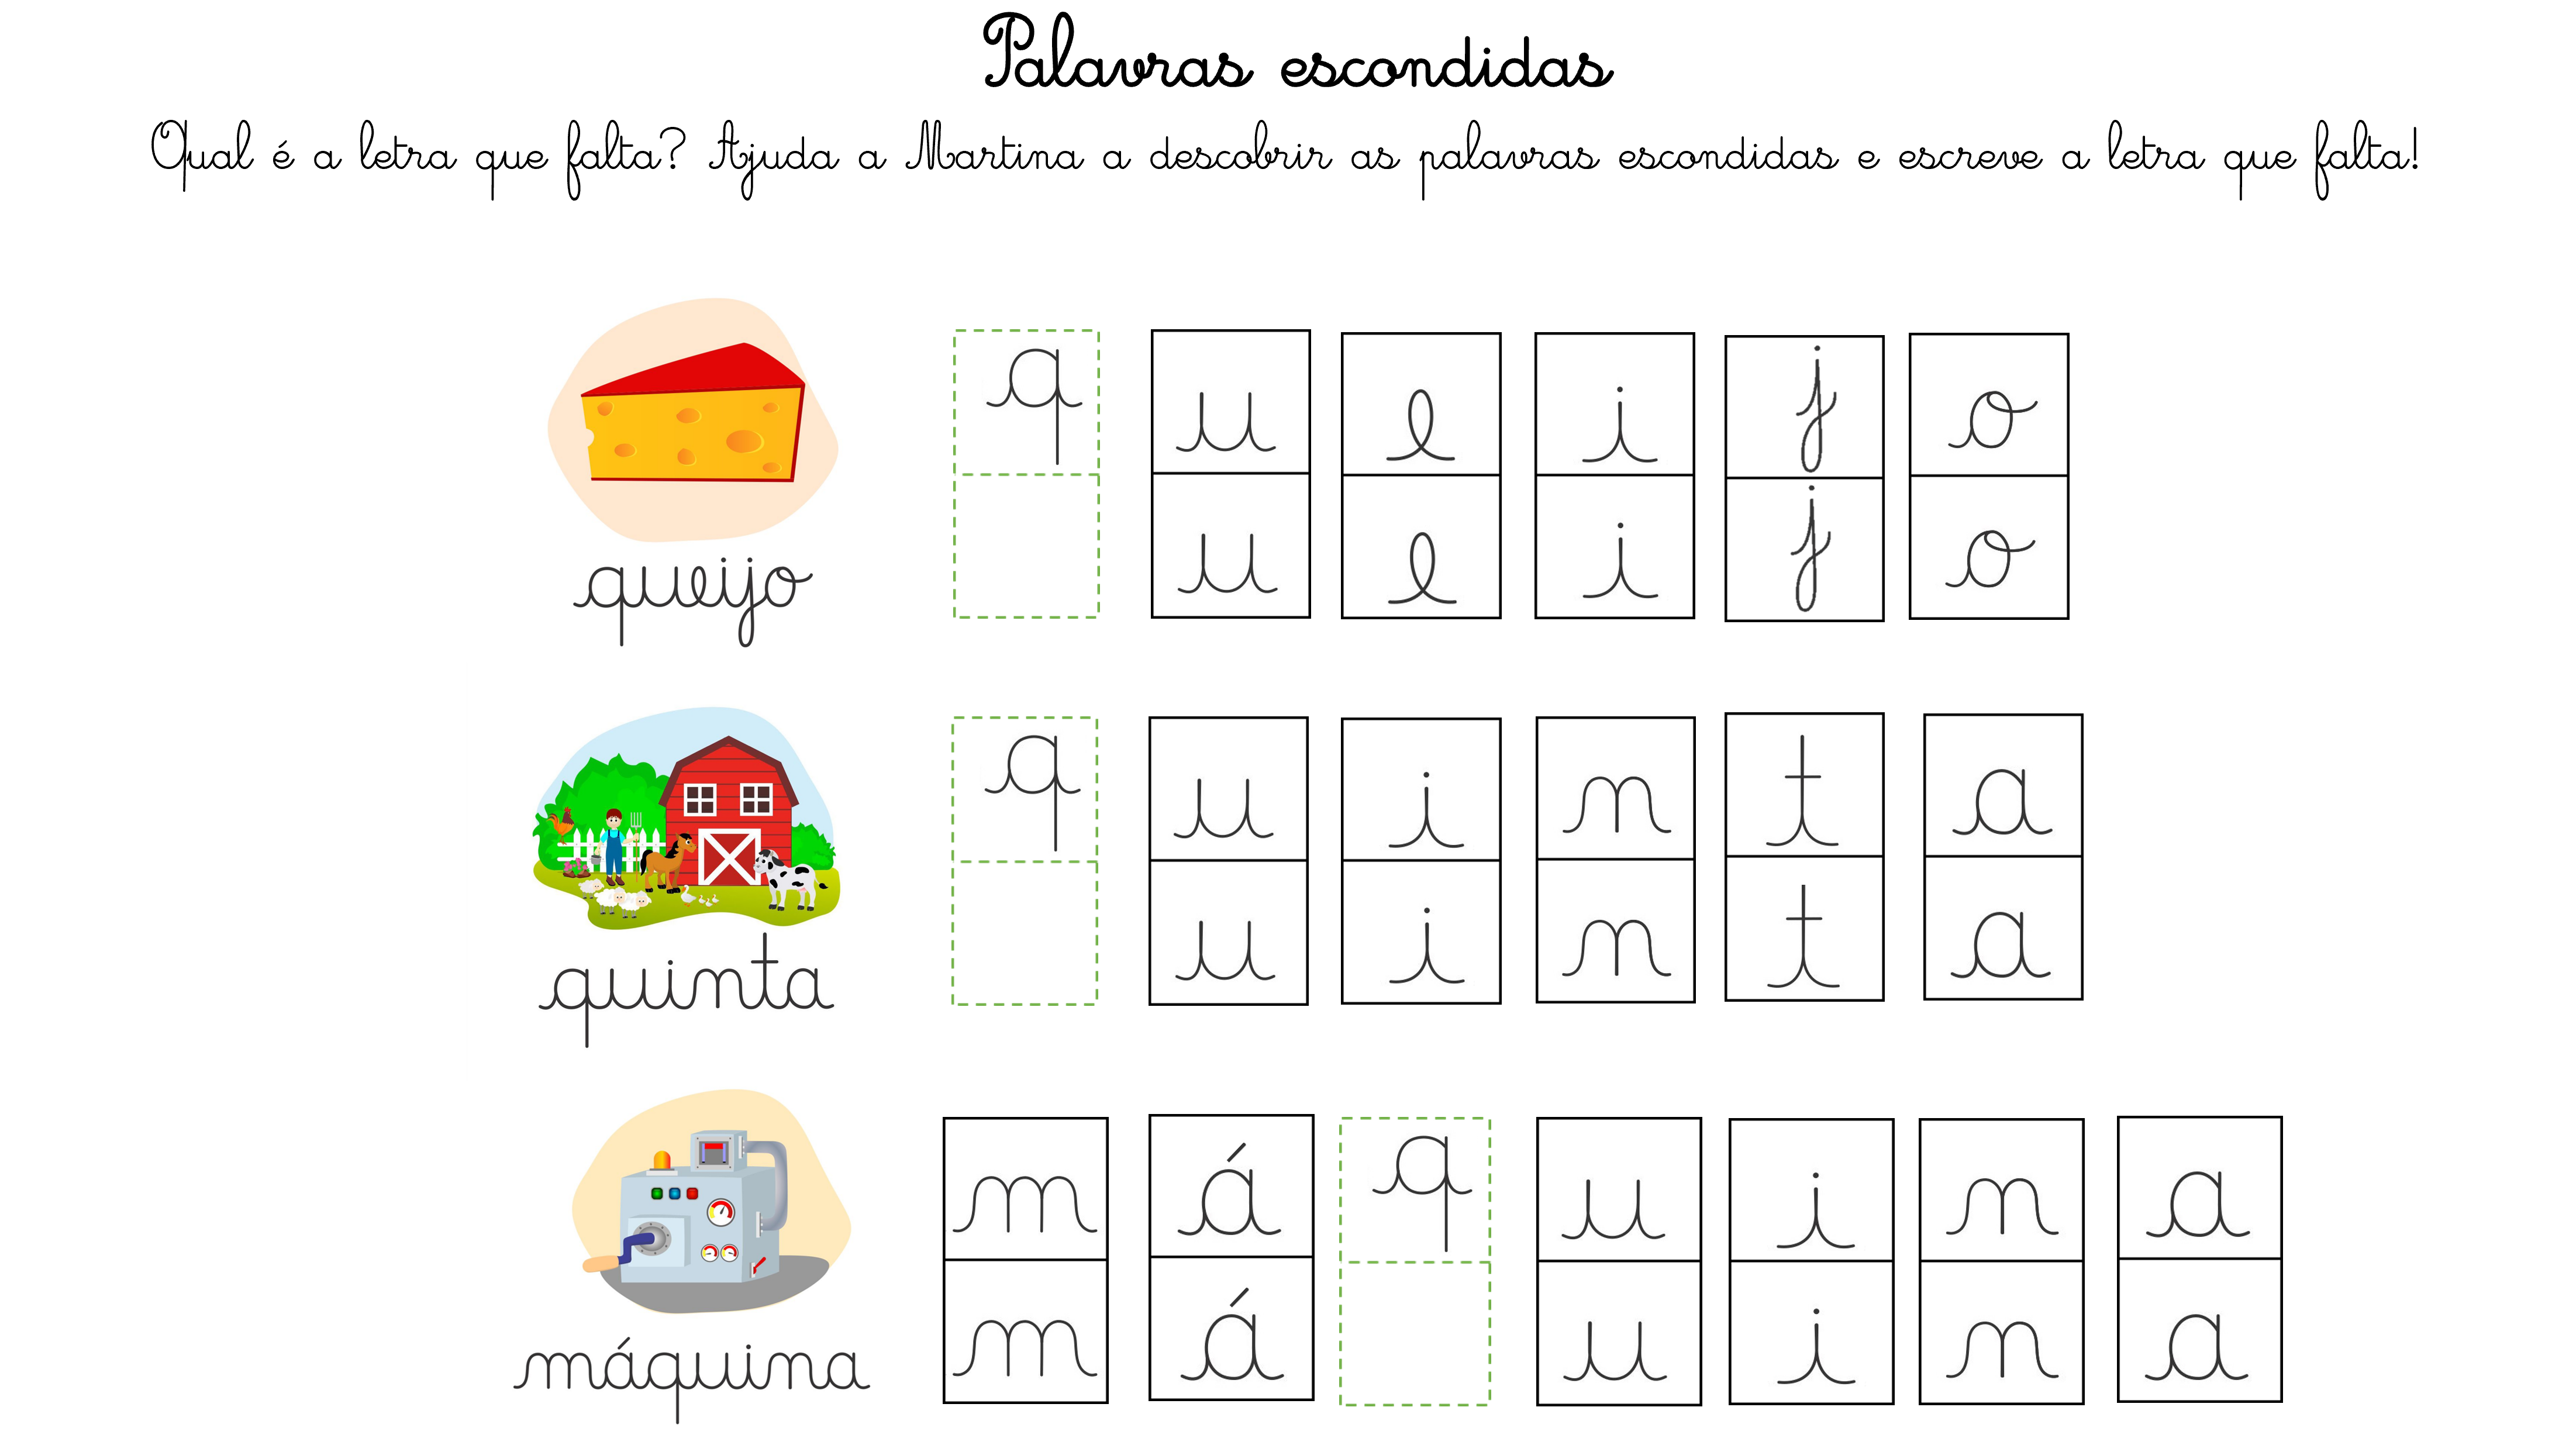 Palavras escondidas
Qual é a letra que falta? Ajuda a Martina a descobrir as palavras escondidas e escreve a letra que falta!
q u e i j o
u e i j o
queijo
q u i n t a
u i n t a
quinta
m á q u i n a
m á u i n a
máquina